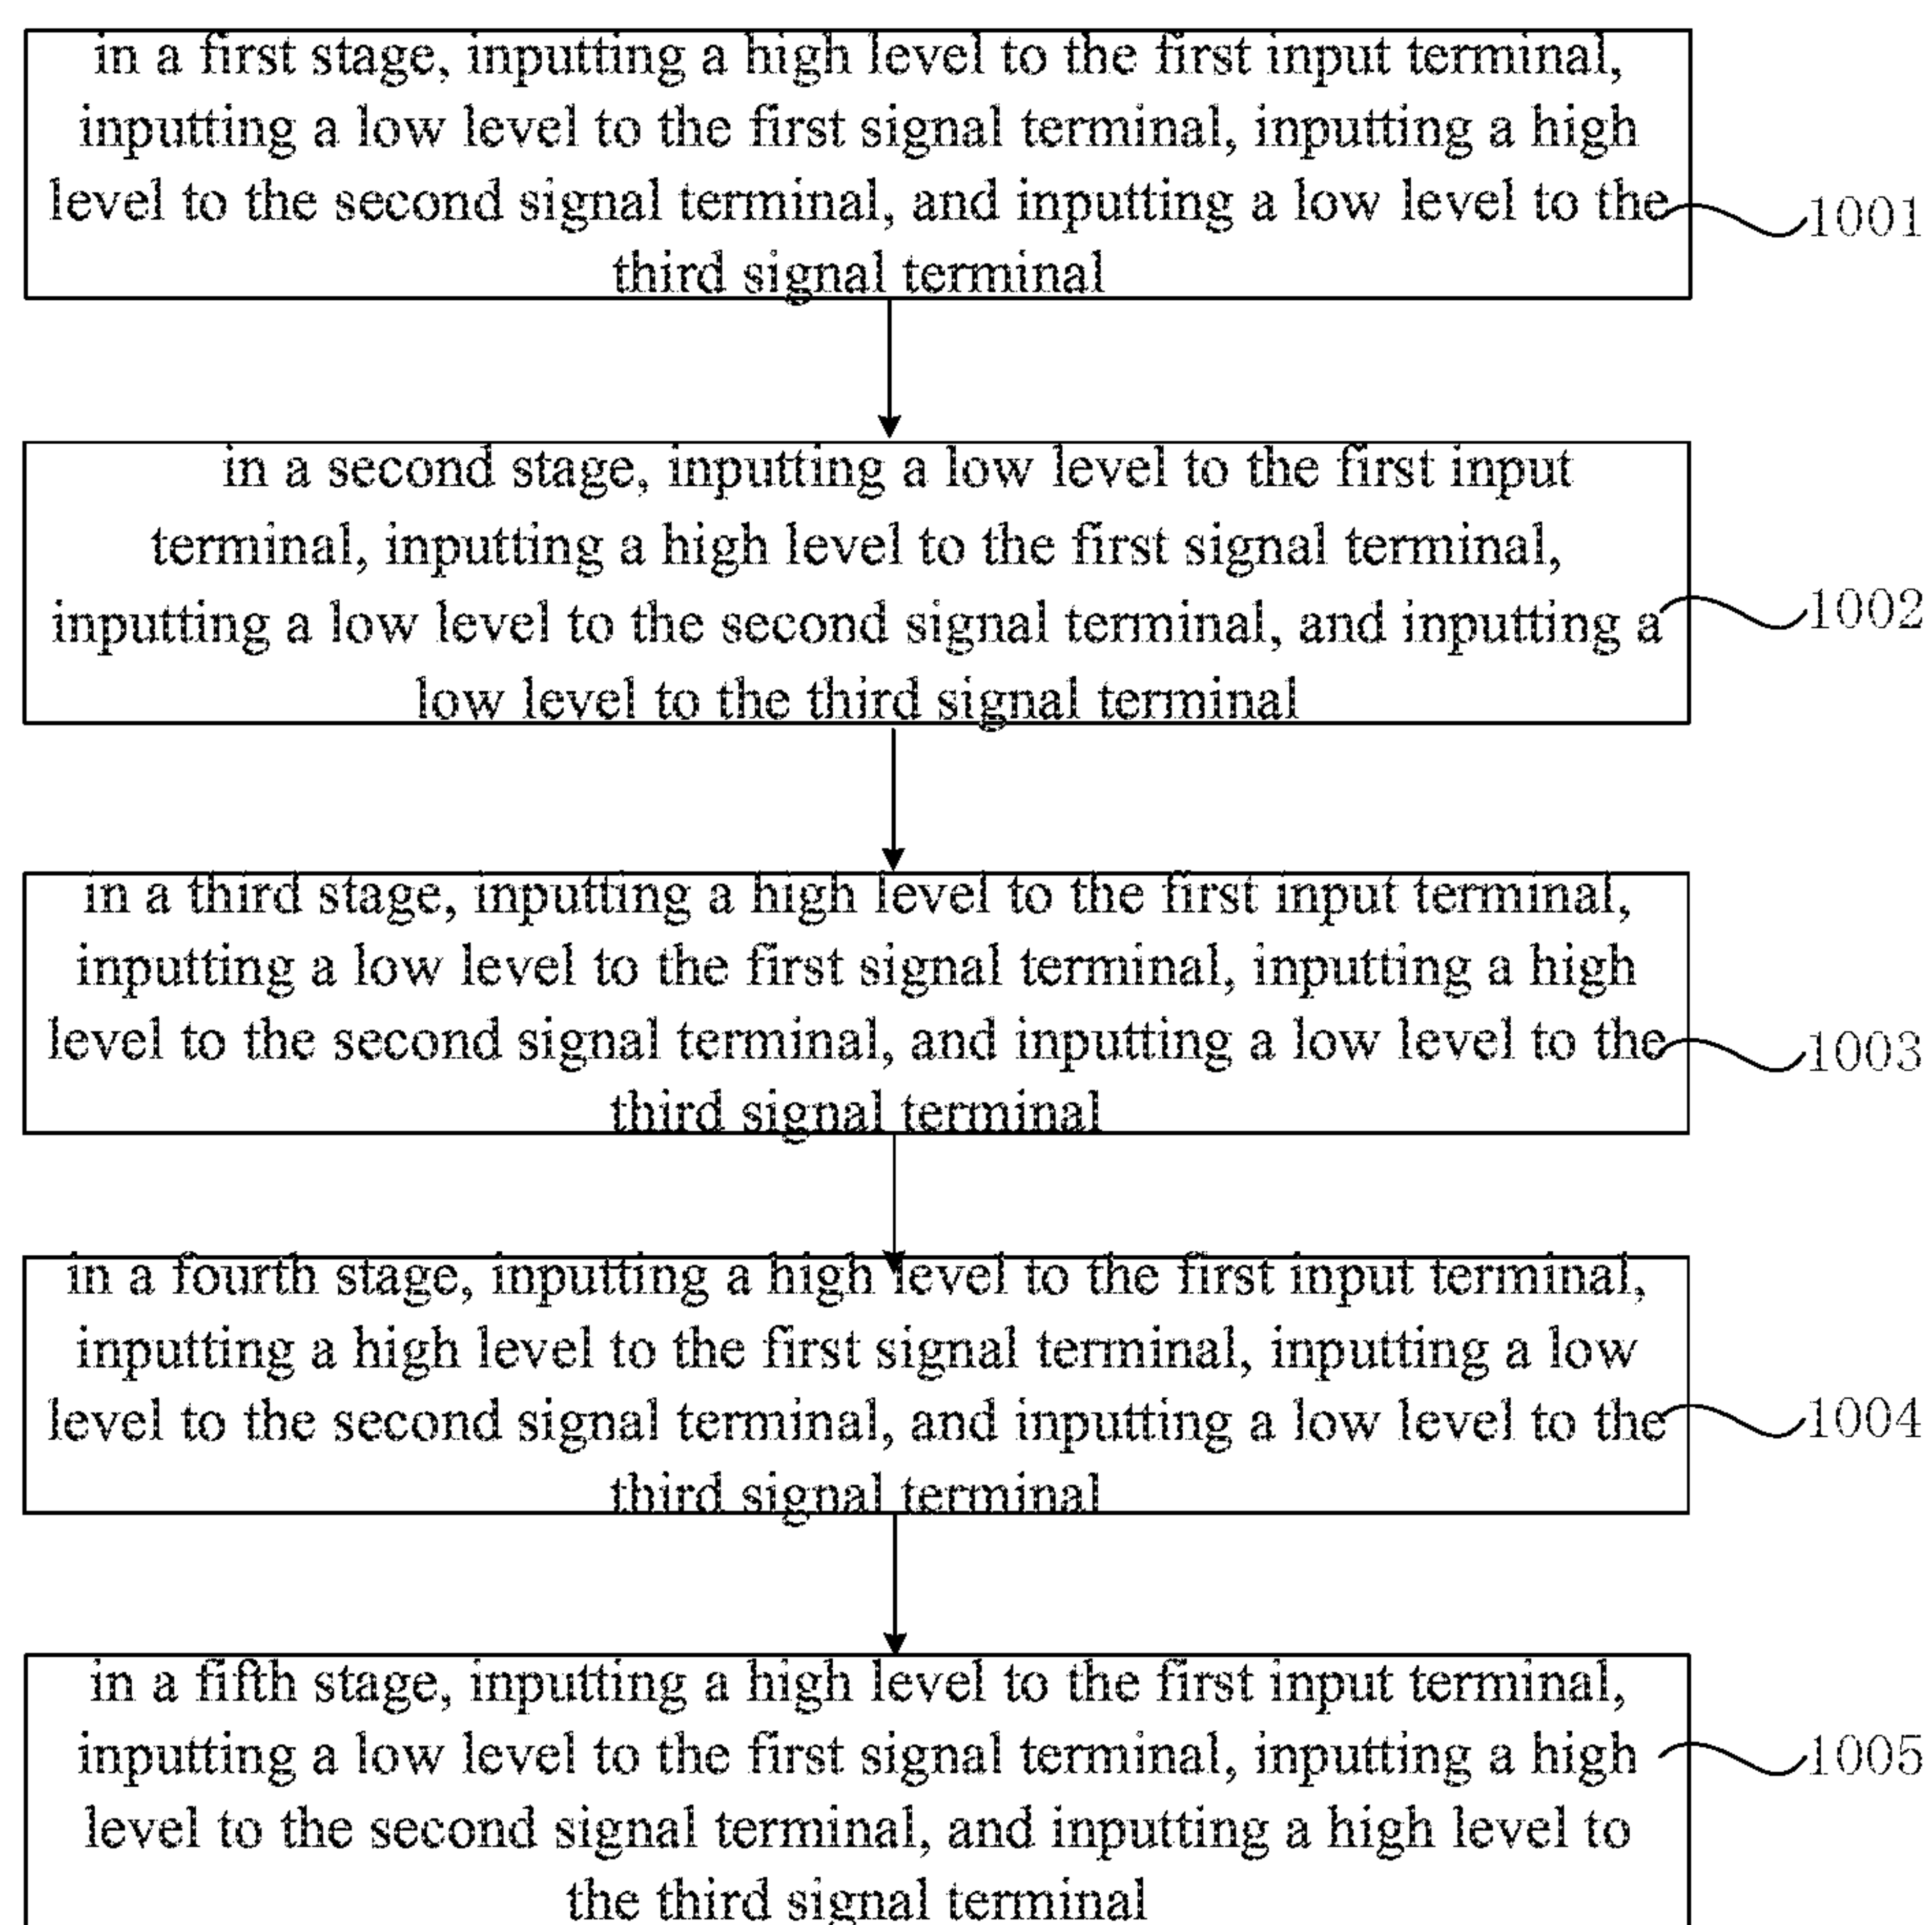 in a first stage, inputting a high level to the first input terminal,
inputting a low level to the first signal terminal, inputting a high
level to the second signal terminal, and inputting a low level to the
third signal terminal
1001
in a second stage, inputting a low level to the first input
terminal, inputting a high level to the first signal terminal,
inputting a low level to the second signal terminal, and inputting a
low level to the third signal terminal
1002
in a third stage, inputting a high level to the first input terminal,
inputting a low level to the first signal terminal, inputting a high
level to the second signal terminal, and inputting a low level to the
third signal terminal
1003
in a fourth stage, inputting a high level to the first input terminal,
inputting a high level to the first signal terminal, inputting a low
level to the second signal terminal, and inputting a low level to the
third signal terminal
1004
in a fifth stage, inputting a high level to the first input terminal,
inputting a low level to the first signal terminal, inputting a high
level to the second signal terminal, and inputting a high level to
the third signal terminal
1005